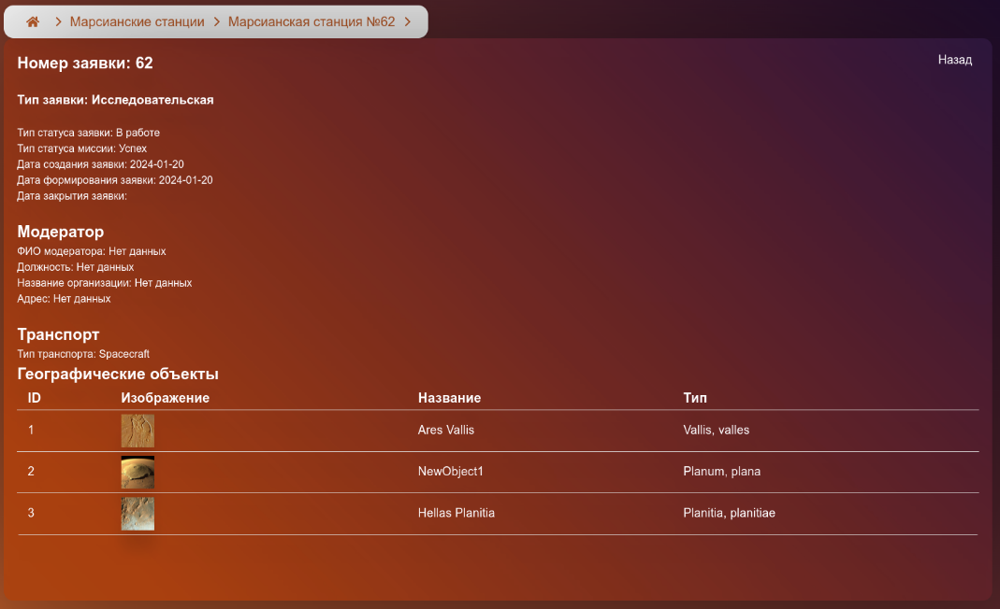 Марсианские станции Марсианская станция №62
Назад
Номер заявки: 62
Тип заявки: Исследовательская
Тип статуса заявки: В работе
Тип статуса миссии: Успех
Дата создания заявки: 2024-01-20
Дата формирования заявки: 2024-01-20
Дата закрытия заявки:
Модератор
ФИО модератора: Нет данных
Должность: Нет данных
Название организации: Нет данных
Адрес: Нет данных
Транспорт
Тип транспорта: Spacecraft
Географические объекты
ID Изображение Название Тип
1 Ares Vallis Vallis, valles
2 NewObject1 Planum, plana
3 Hellas Planitia Planitia, planitiae